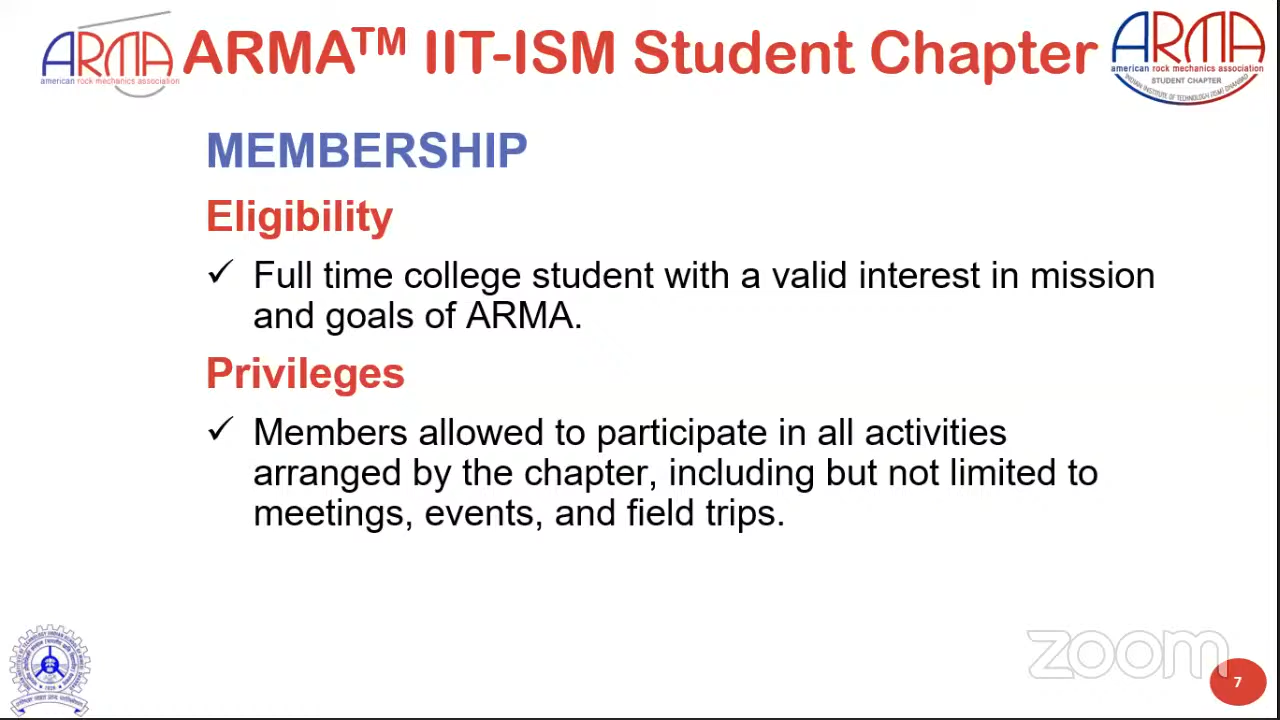 ARMA
american rock mechanics association
ARMA™ IIT-ISM Student Chapter
ARMA
american rock mechanics association
STUDENT CHAPTER
MEMBERSHIP
Eligibility
✓ Full time college student with a valid interest in mission
and goals of ARMA.
Privileges
✓ Members allowed to participate in all activities
arranged by the chapter, including but not limited to
meetings, events, and field trips.
zoom
7